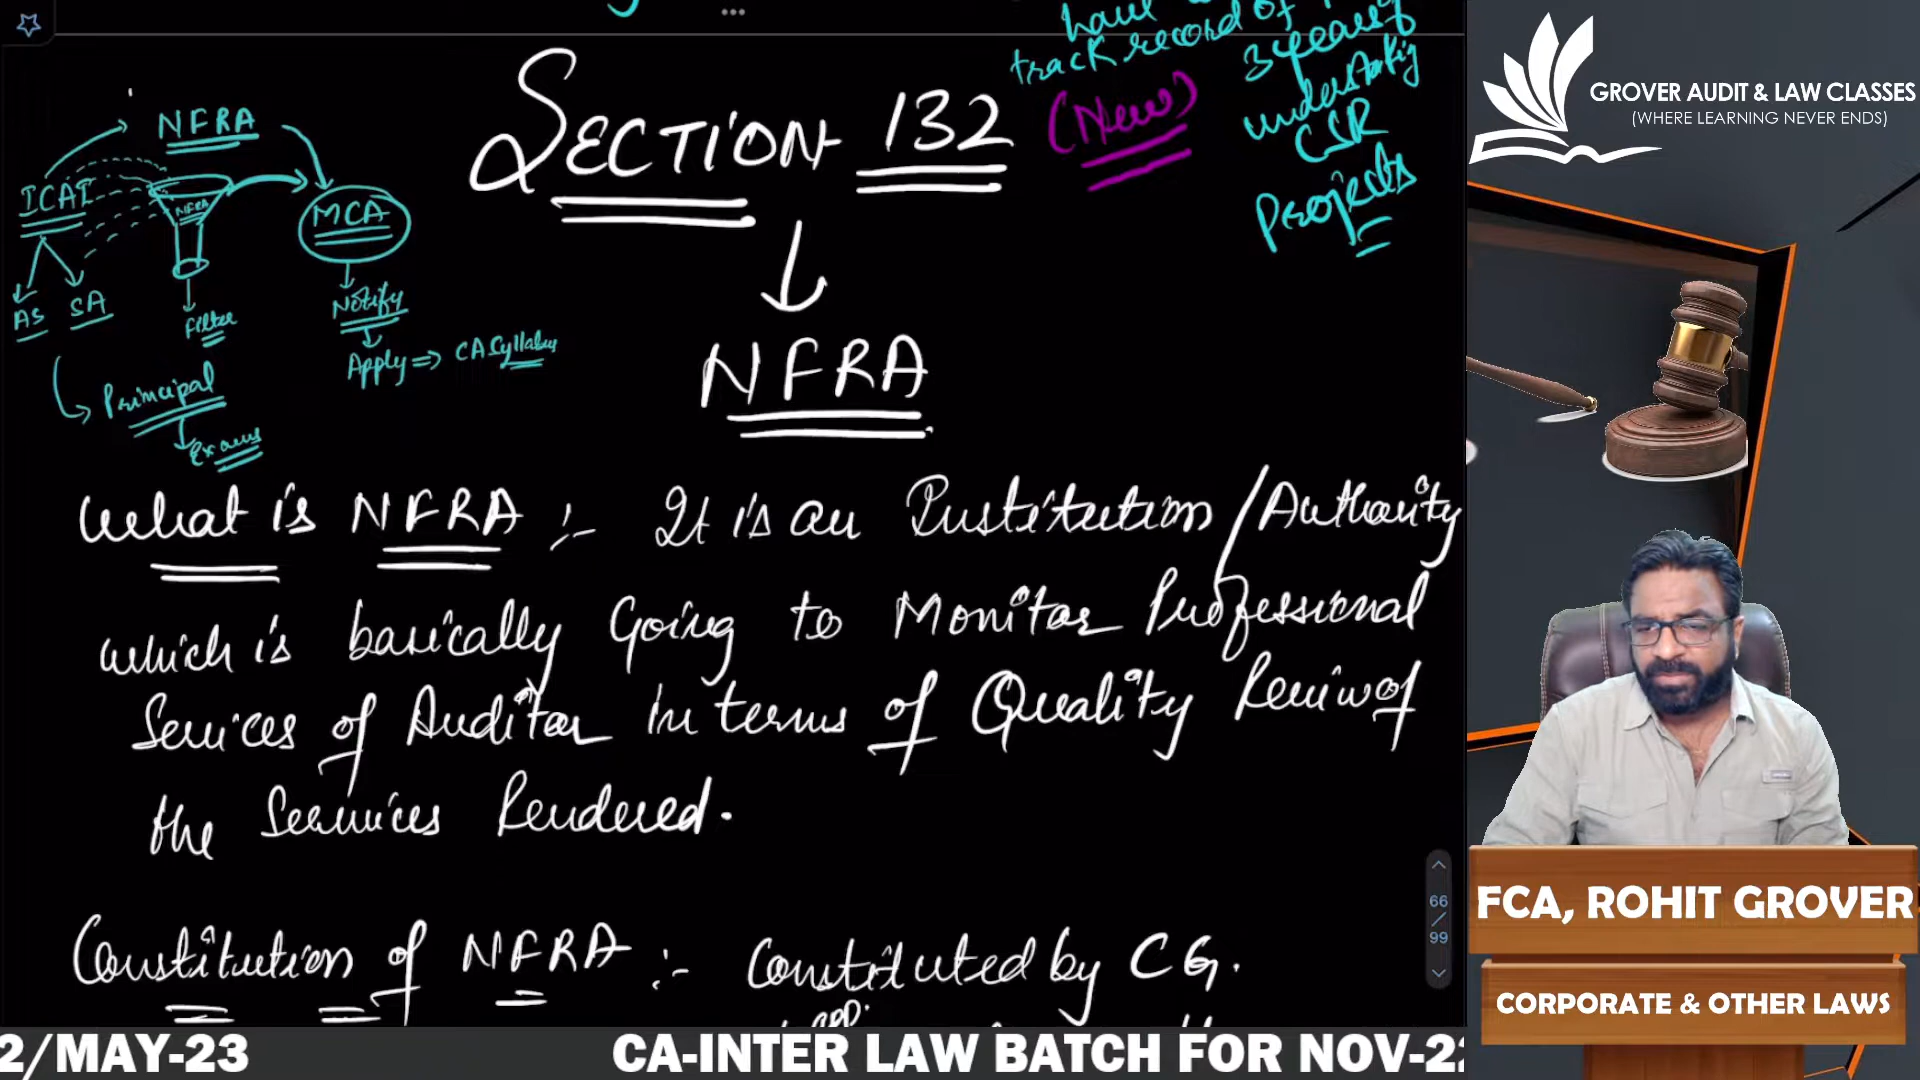 track record of
3 years of
undertaking
CSR
Projects
(New)
SECTION 132
NFRA
NFRA
ICAI
NFRA
MCA
AS
SA
Filter
Notify
Apply => CA Syllabus
Principal
Exams
What is NFRA :- It is an Institution / Authority
which is basically Going to Monitor Professional
Services of Auditor in terms of Quality Review of
the Services Rendered.
Constitution of NFRA :- Constituted by CG.
66
99
GROVER AUDIT & LAW CLASSES
(WHERE LEARNING NEVER ENDS)
FCA, ROHIT GROVER
CORPORATE & OTHER LAWS
2/MAY-23 CA-INTER LAW BATCH FOR NOV-22